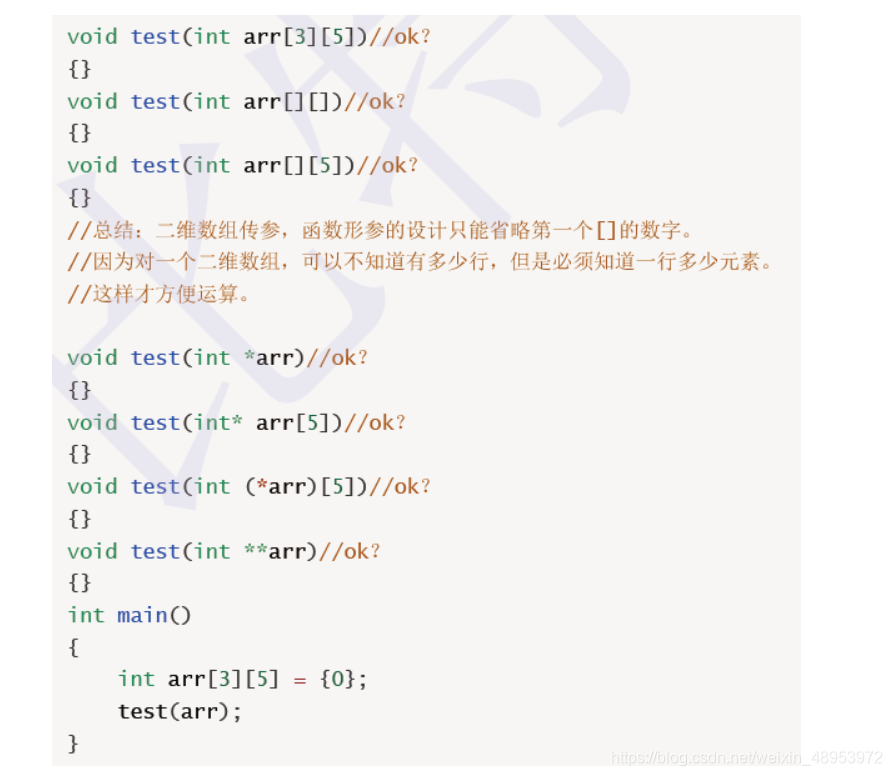 void test(int arr[3][5])//ok?
{}
void test(int arr[][])//ok?
{}
void test(int arr[][5])//ok?
{}
//总结：二维数组传参，函数形参的设计只能省略第一个[]的数字。
//因为对一个二维数组，可以不知道有多少行，但是必须知道一行多少元素。
//这样才方便运算。
void test(int *arr)//ok?
{}
void test(int* arr[5])//ok?
{}
void test(int (*arr)[5])//ok?
{}
void test(int **arr)//ok?
{}
int main()
{
    int arr[3][5] = {0};
    test(arr);
}
https://blog.csdn.net/weixin_48953972
比特